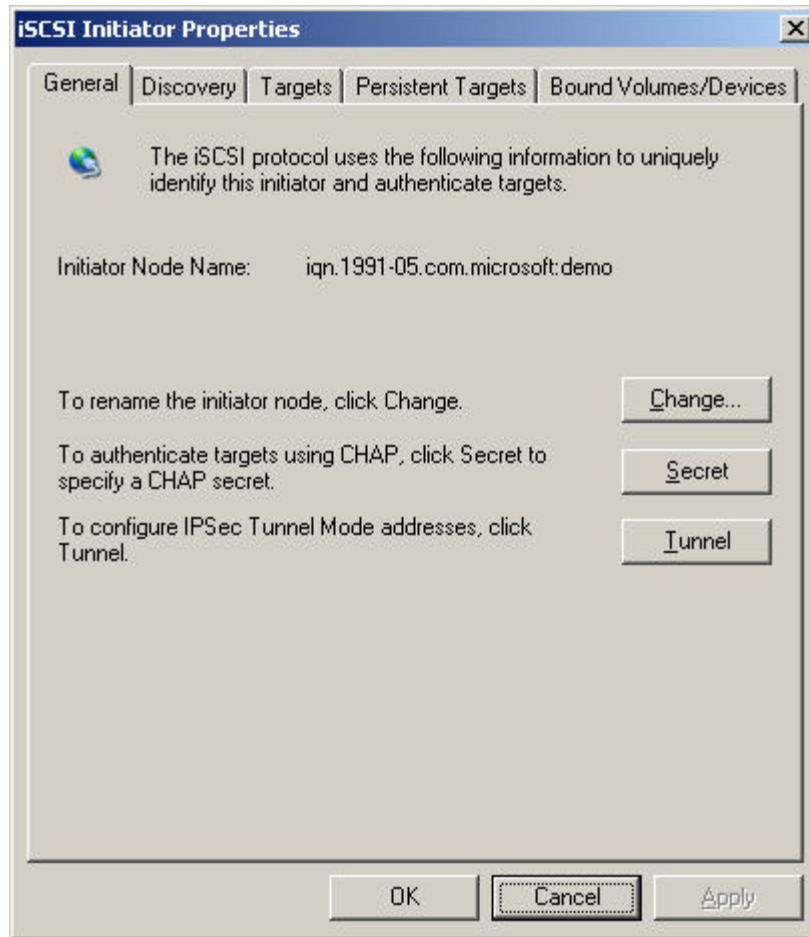 iSCSI Initiator Properties
General Discovery Targets Persistent Targets Bound Volumes/Devices
The iSCSI protocol uses the following information to uniquely
identify this initiator and authenticate targets.
Initiator Node Name: iqn.1991-05.com.microsoft:demo
To rename the initiator node, click Change.
Change...
To authenticate targets using CHAP, click Secret to
specify a CHAP secret.
Secret
To configure IPSec Tunnel Mode addresses, click
Tunnel.
Tunnel
OK Cancel Apply